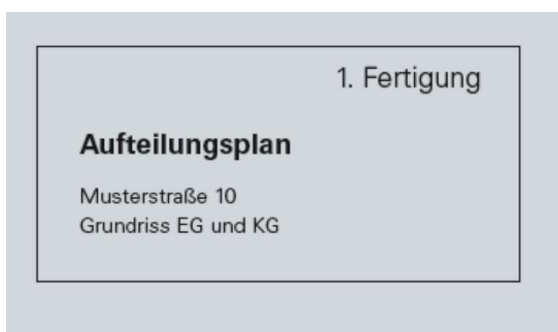 1. Fertigung
Aufteilungsplan
Musterstraße 10
Grundriss EG und KG